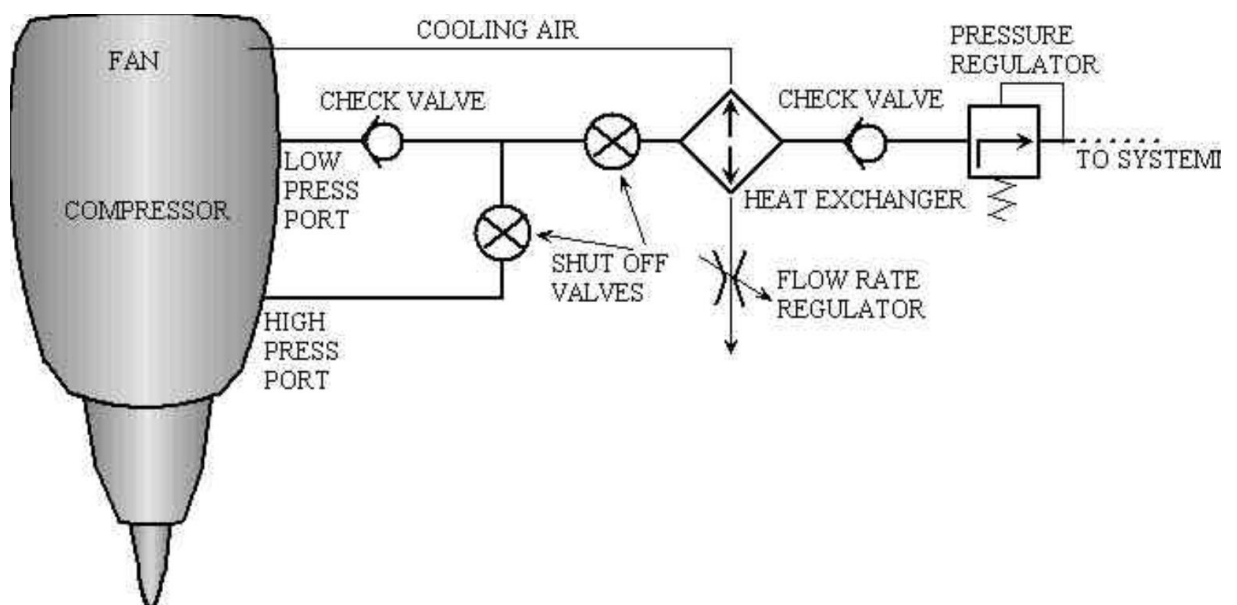 COOLING AIR
PRESSURE
REGULATOR
FAN
CHECK VALVE
CHECK VALVE
LOW
PRESS
PORT
TO SYSTEM
COMPRESSOR
HEAT EXCHANGER
SHUT OFF
VALVES
FLOW RATE
REGULATOR
HIGH
PRESS
PORT